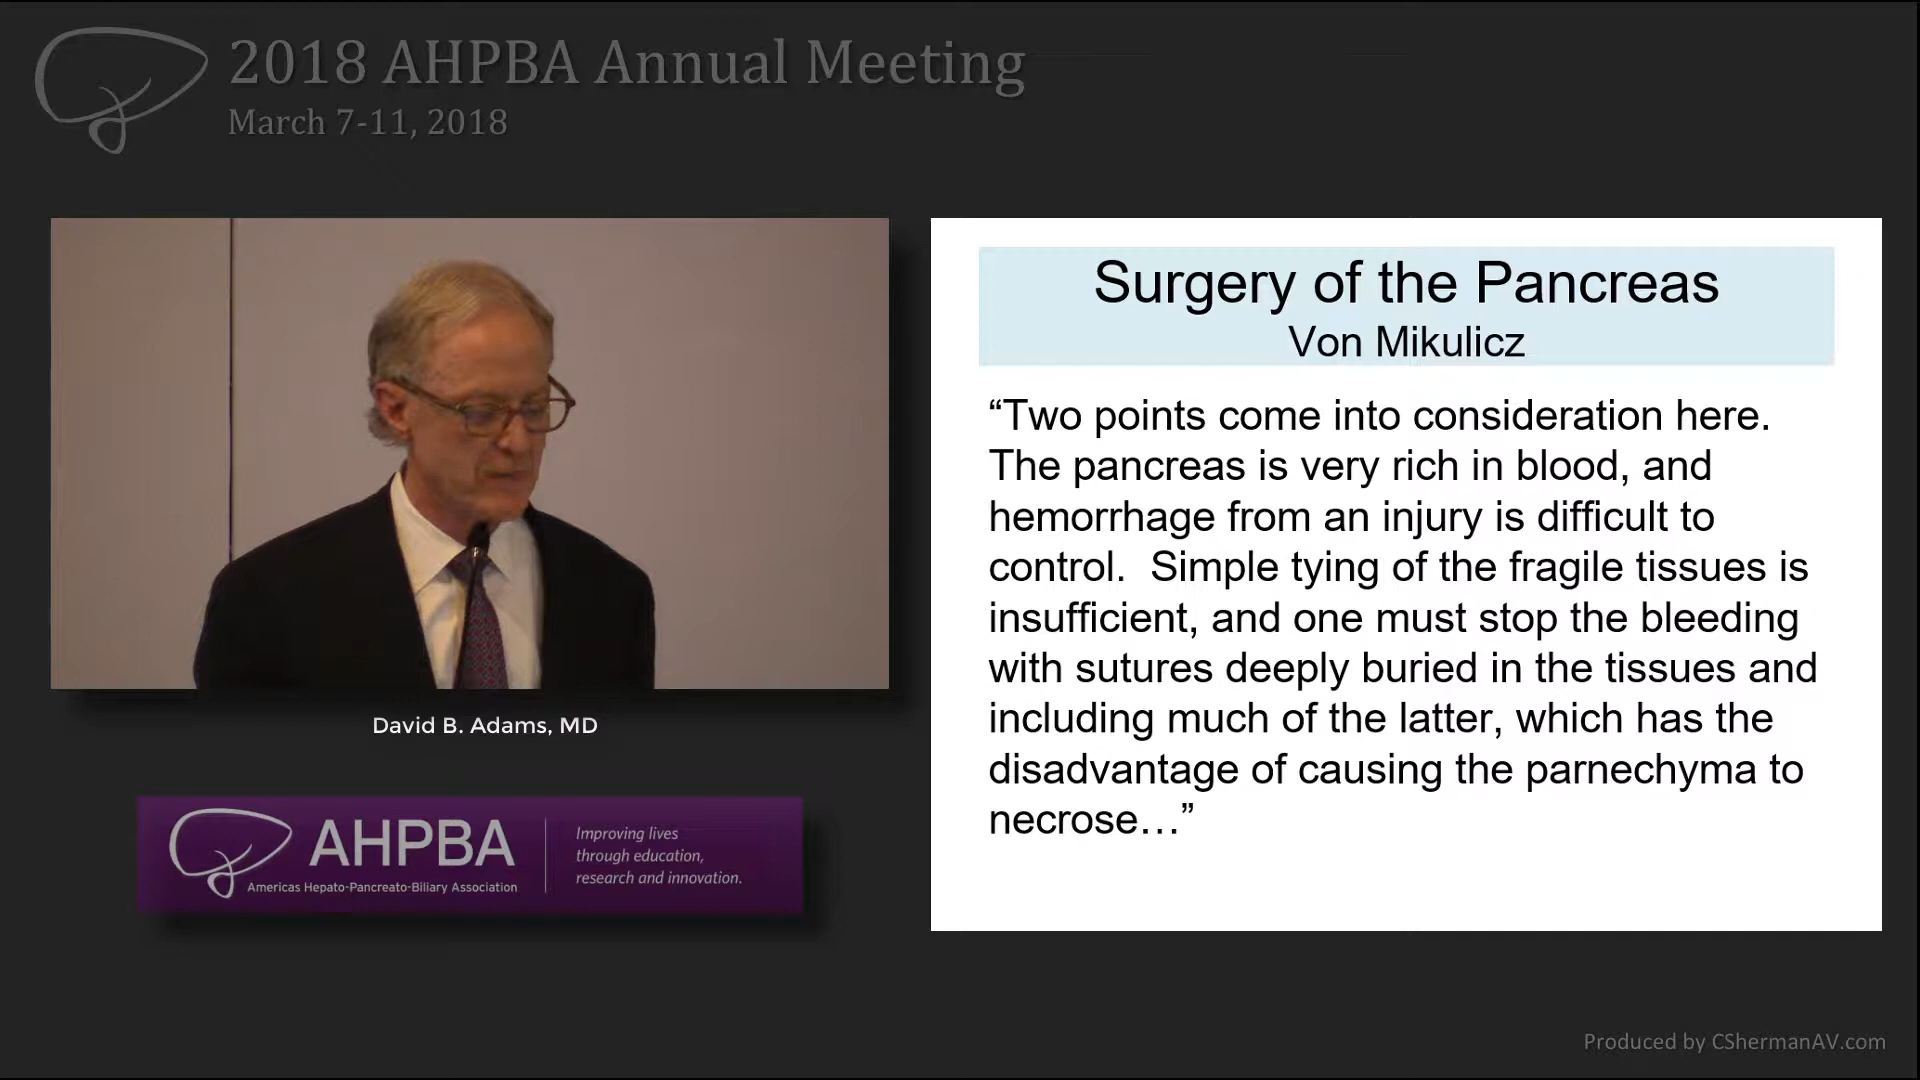 2018 AHPBA Annual Meeting
March 7-11, 2018
David B. Adams, MD
AHPBA
Americas Hepato-Pancreato-Biliary Association
Improving lives
through education,
research and innovation.
Surgery of the Pancreas
Von Mikulicz
“Two points come into consideration here.
The pancreas is very rich in blood, and
hemorrhage from an injury is difficult to
control.  Simple tying of the fragile tissues is
insufficient, and one must stop the bleeding
with sutures deeply buried in the tissues and
including much of the latter, which has the
disadvantage of causing the parnechyma to
necrose…”
Produced by CShermanAV.com